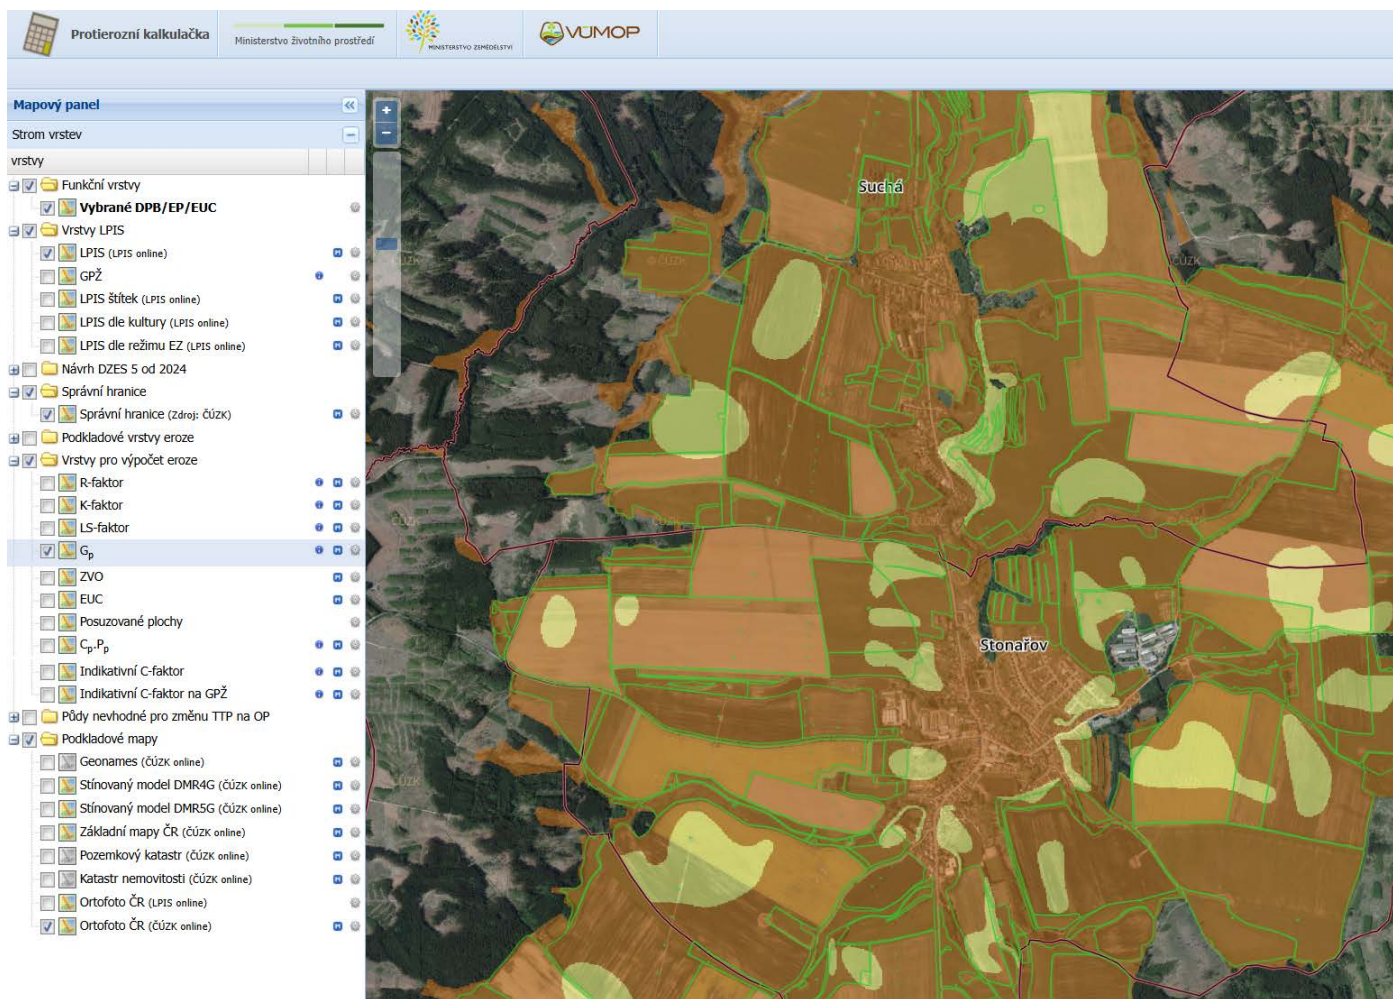 Protierozní kalkulačka
Ministerstvo životního prostředí
MINISTERSTVO ZEMĚDĚLSTVÍ
VÚMOP
Mapový panel
Strom vrstev
vrstvy
Funkční vrstvy
Vybrané DPB/EP/EUC
Vrstvy LPIS
LPIS (LPIS online)
GPŽ
LPIS štítek (LPIS online)
LPIS dle kultury (LPIS online)
LPIS dle režimu EZ (LPIS online)
Návrh DZES 5 od 2024
Správní hranice
Správní hranice (Zdroj: ČÚZK)
Podkladové vrstvy eroze
Vrstvy pro výpočet eroze
R-faktor
K-faktor
LS-faktor
Gp
ZVO
EUC
Posuzované plochy
Cp.Pp
Indikativní C-faktor
Indikativní C-faktor na GPŽ
Půdy nevhodné pro změnu TTP na OP
Podkladové mapy
Geonames (ČÚZK online)
Stínovaný model DMR4G (ČÚZK online)
Stínovaný model DMR5G (ČÚZK online)
Základní mapy ČR (ČÚZK online)
Pozemkový katastr (ČÚZK online)
Katastr nemovitostí (ČÚZK online)
Ortofoto ČR (LPIS online)
Ortofoto ČR (ČÚZK online)
Suchá
© ČÚZK
ČÚZK
Stonařov